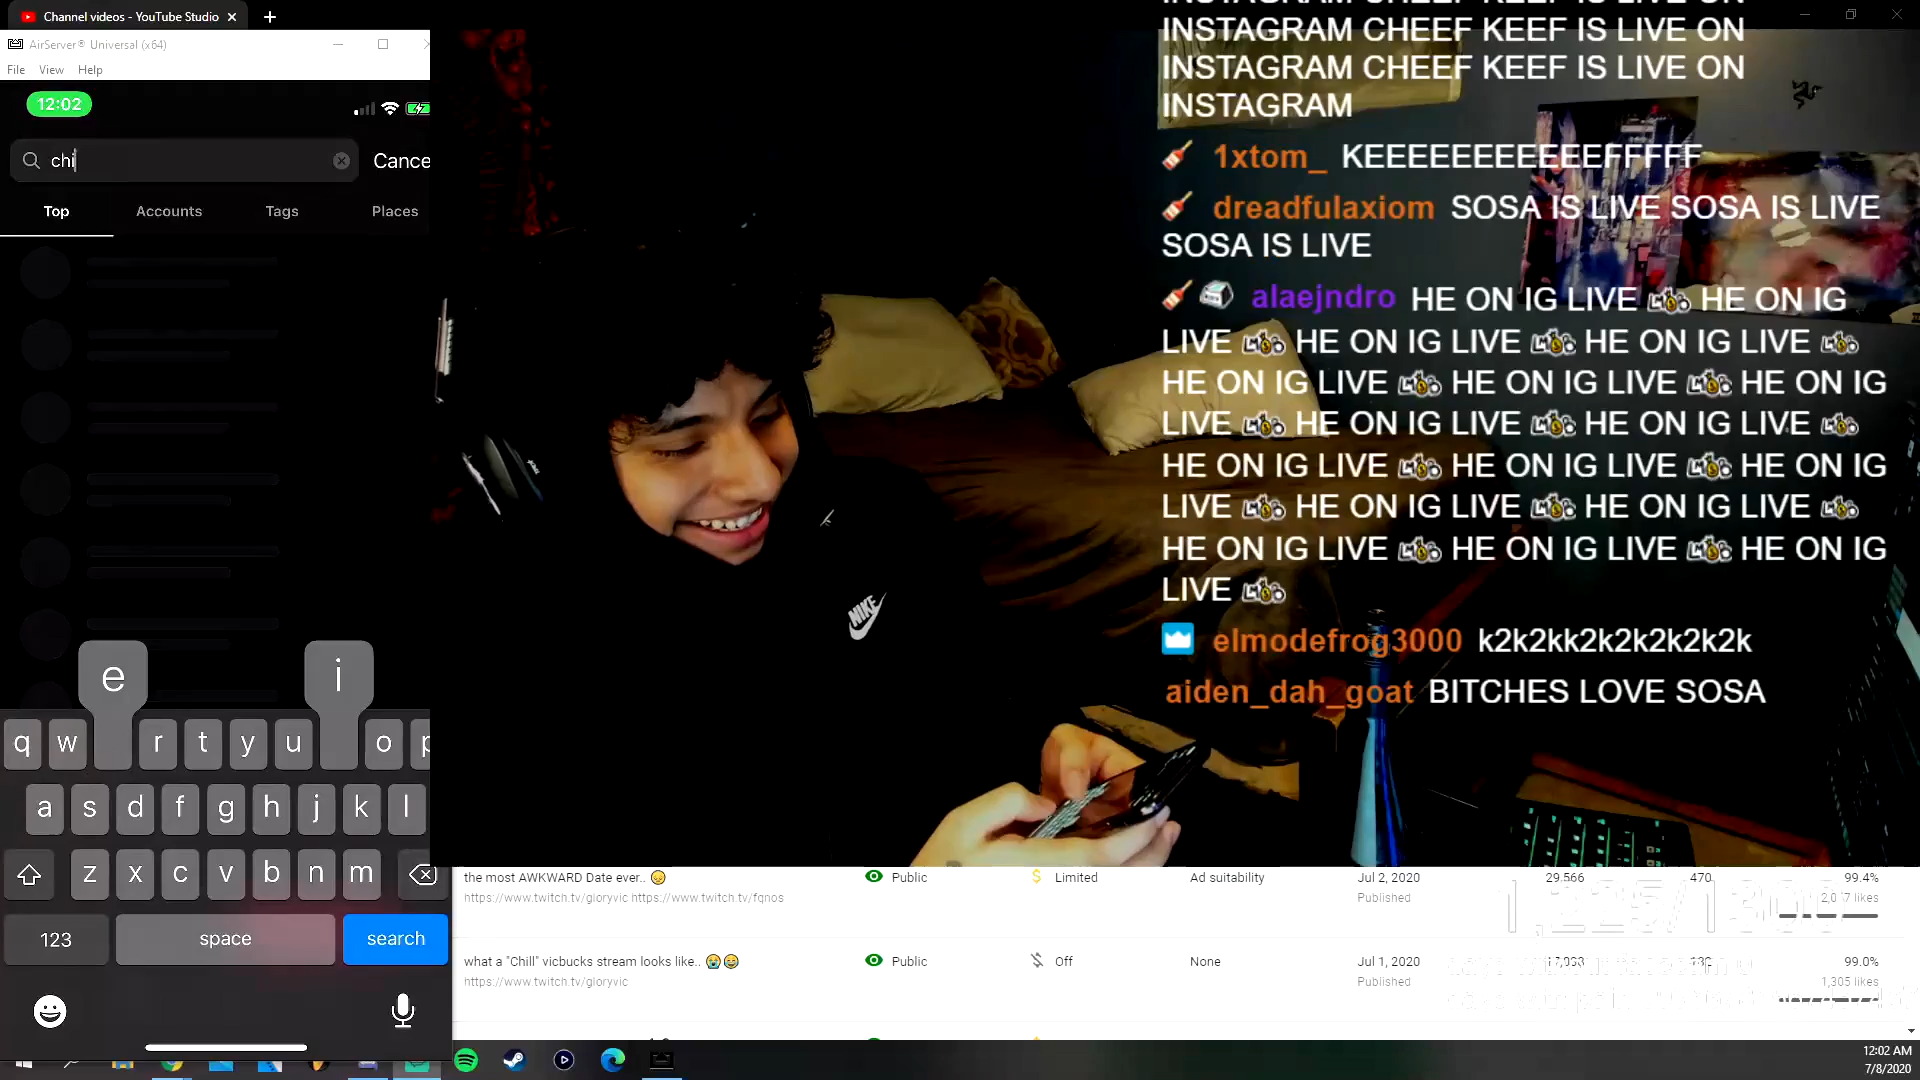 Channel videos - YouTube Studio
AirServer® Universal (x64)
File View Help
12:02
chi
Cance
Top Accounts Tags Places
e i
q w r t y u o p
a s d f g h j k l
z x c v b n m
123 space search
INSTAGRAM CHEEF KEEF IS LIVE ON
INSTAGRAM CHEEF KEEF IS LIVE ON
INSTAGRAM CHEEF KEEF IS LIVE ON
INSTAGRAM
1xtom_ KEEEEEEEEEEEFFFFF
dreadfulaxiom SOSA IS LIVE SOSA IS LIVE
SOSA IS LIVE
alaejndro HE ON IG LIVE HE ON IG
LIVE HE ON IG LIVE HE ON IG LIVE
HE ON IG LIVE HE ON IG LIVE HE ON IG
LIVE HE ON IG LIVE HE ON IG LIVE
HE ON IG LIVE HE ON IG LIVE HE ON IG
LIVE HE ON IG LIVE HE ON IG LIVE
HE ON IG LIVE HE ON IG LIVE HE ON IG
LIVE
elmodefrog3000 k2k2kk2k2k2k2k2k
aiden_dah_goat BITCHES LOVE SOSA
NIKE
the most AWKWARD Date ever.. 😞 Public Limited Ad suitability Jul 2, 2020 29,566 470 99.4%
https://www.twitch.tv/gloryvic https://www.twitch.tv/fqnos Published likes
what a "Chill" vicbucks stream looks like.. 😭😂 Public Off None Jul 1, 2020 99.0%
https://www.twitch.tv/gloryvic Published 1,305 likes
12:02 AM
7/8/2020